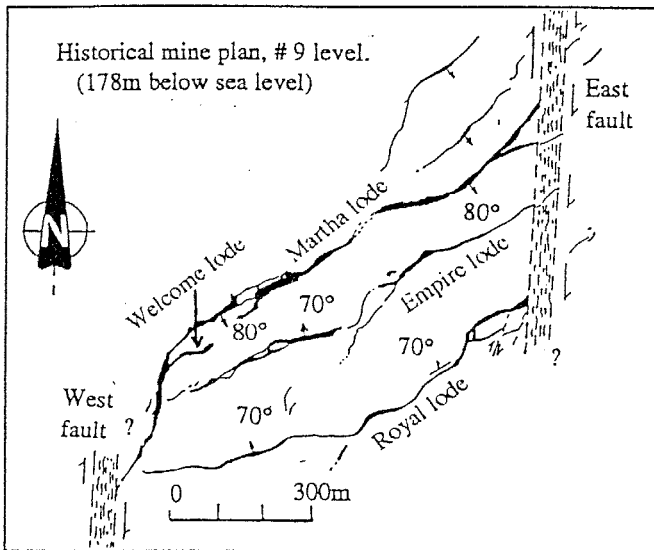 Historical mine plan, # 9 level.
(178m below sea level)
East
fault
N
Martha lode
80°
Welcome lode
Empire lode
70°
80°
70°
West
fault
?
70°
Royal lode
?
0
300m